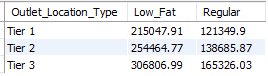 Outlet_Location_Type Low_Fat Regular
Tier 1 215047.91 121349.9
Tier 2 254464.77 138685.87
Tier 3 306806.99 165326.03